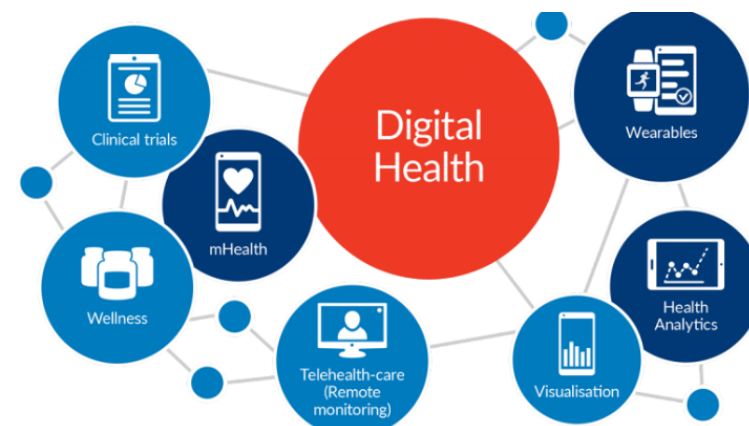 Digital
Health
Clinical trials
Wearables
mHealth
Wellness
Health
Analytics
Telehealth-care
(Remote
monitoring)
Visualisation